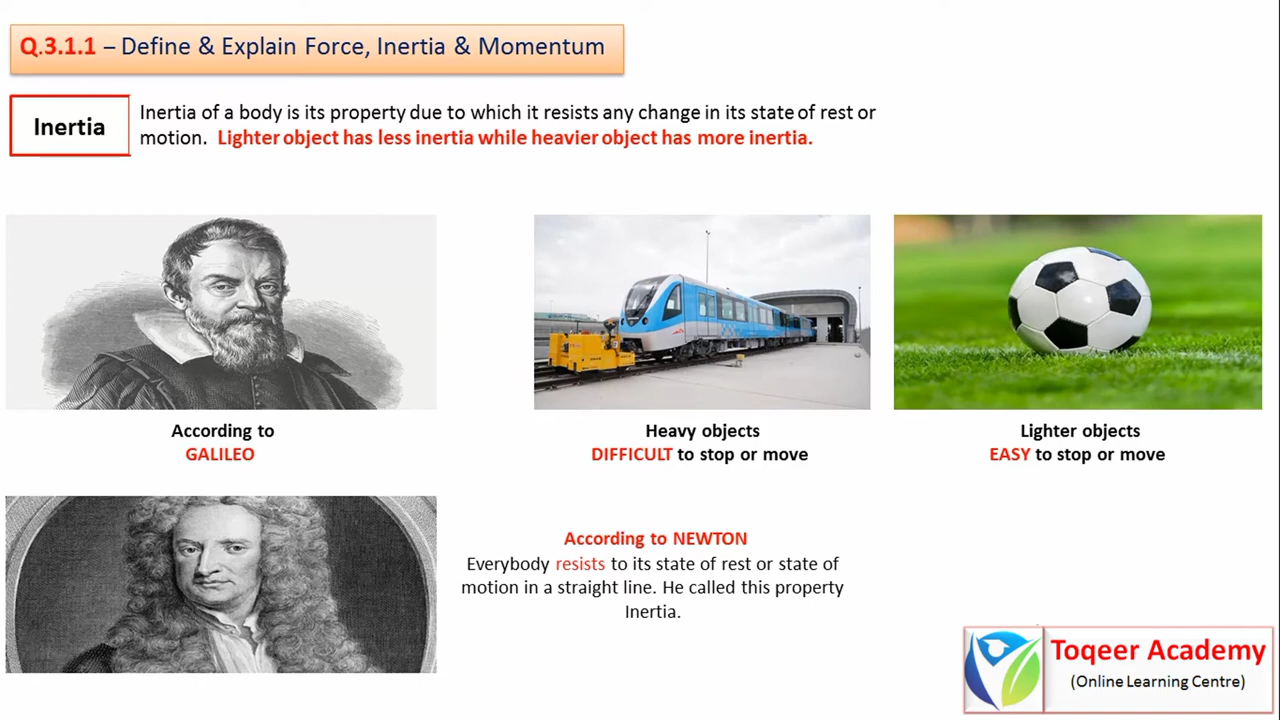 Q.3.1.1 – Define & Explain Force, Inertia & Momentum
Inertia
Inertia of a body is its property due to which it resists any change in its state of rest or
motion. Lighter object has less inertia while heavier object has more inertia.
According to
GALILEO
Heavy objects
DIFFICULT to stop or move
Lighter objects
EASY to stop or move
According to NEWTON
Everybody resists to its state of rest or state of
motion in a straight line. He called this property
Inertia.
Toqeer Academy
(Online Learning Centre)